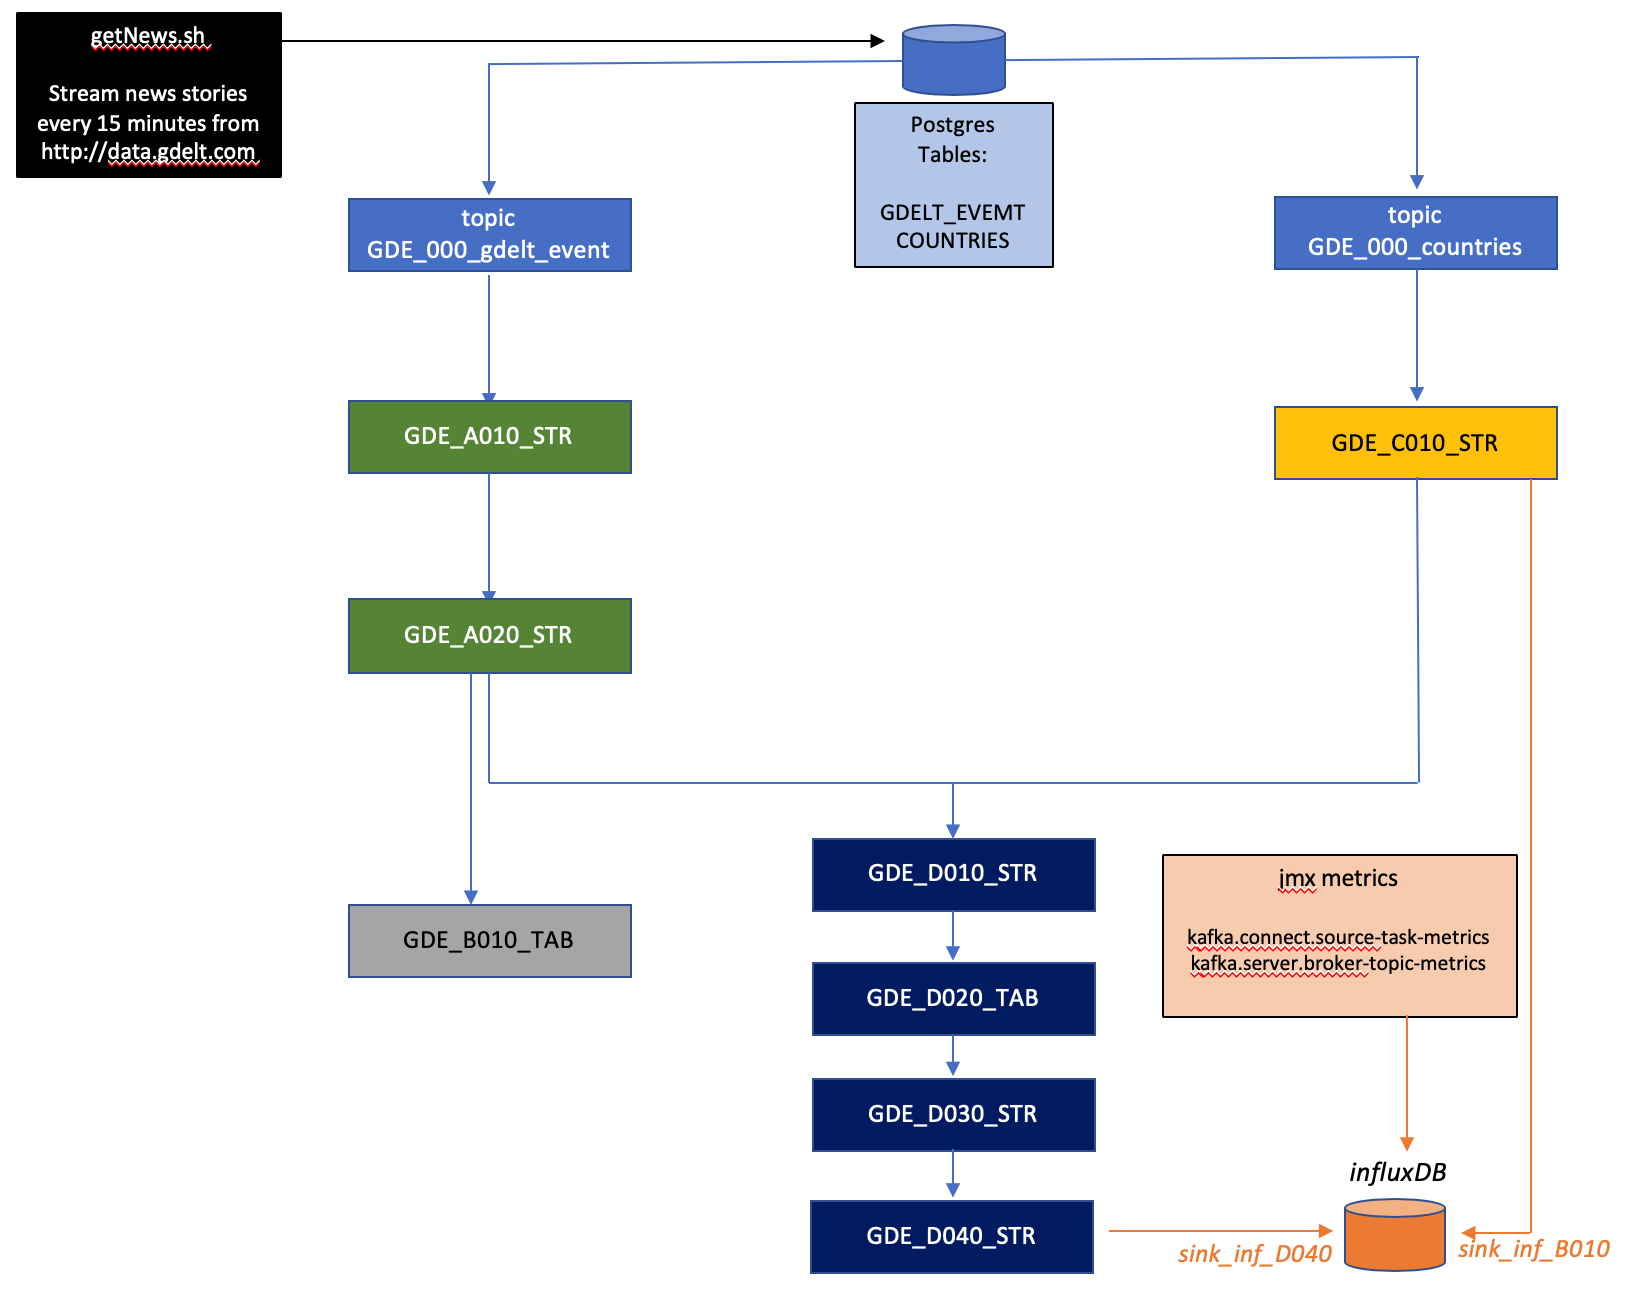 getNews.sh
Stream news stories
every 15 minutes from
http://data.gdelt.com
Postgres
Tables:
GDELT_EVEMT
COUNTRIES
topic
GDE_000_gdelt_event
topic
GDE_000_countries
GDE_A010_STR
GDE_C010_STR
GDE_A020_STR
GDE_B010_TAB
GDE_D010_STR
GDE_D020_TAB
GDE_D030_STR
GDE_D040_STR
jmx metrics
kafka.connect.source-task-metrics
kafka.server.broker-topic-metrics
influxDB
sink_inf_D040
sink_inf_B010